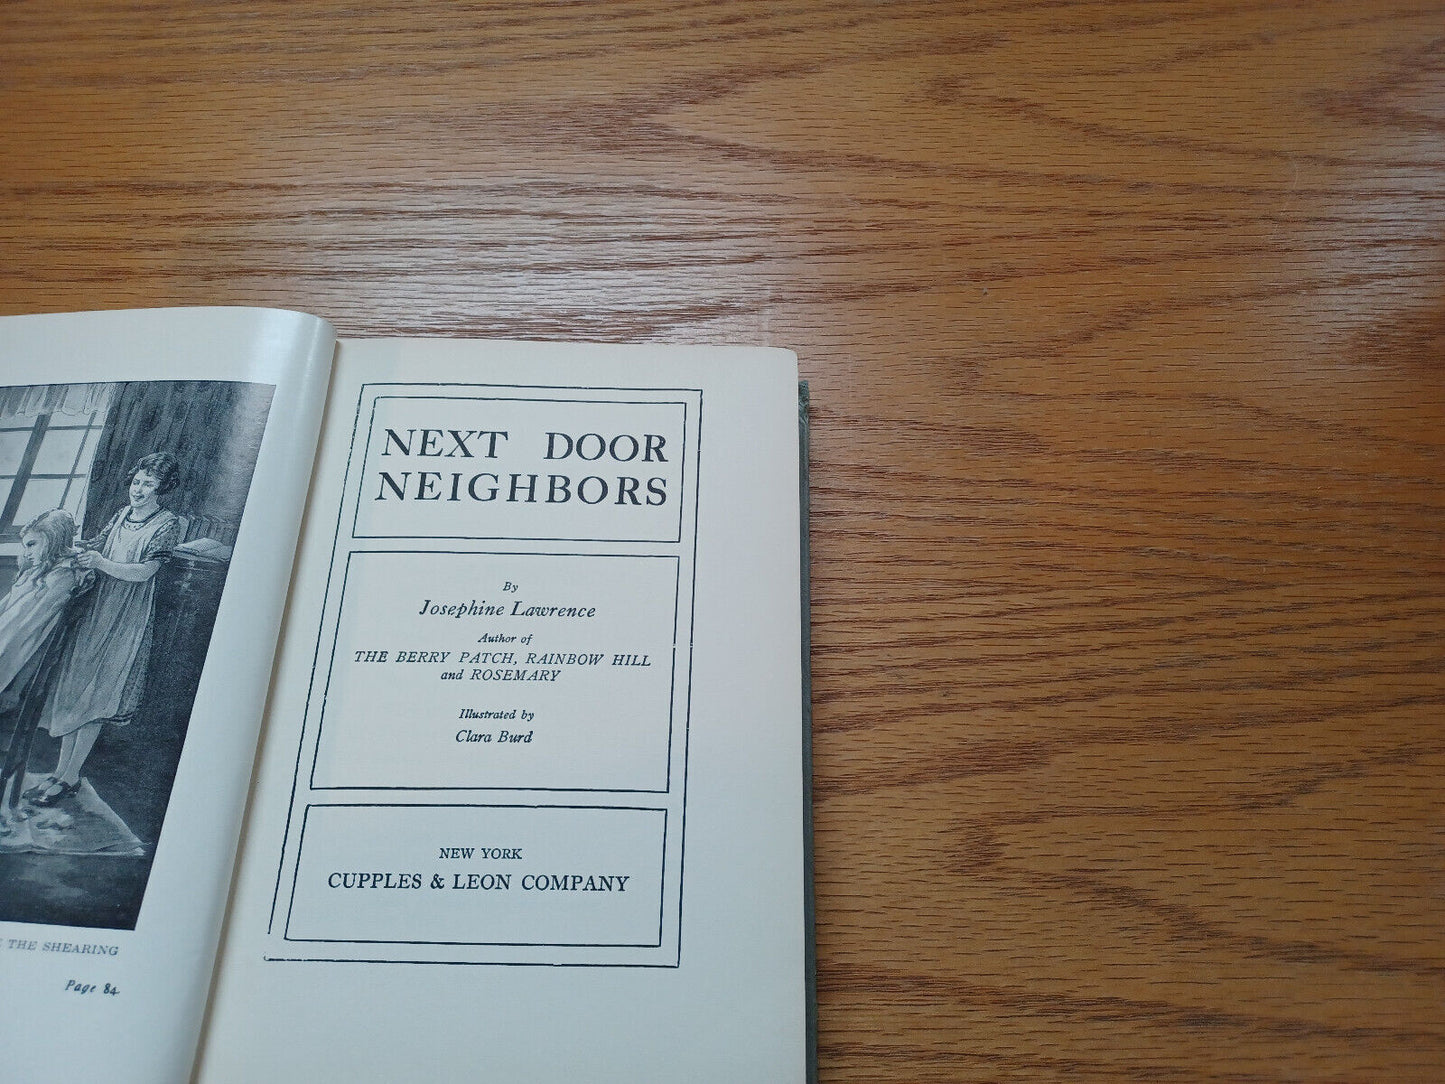 THE SHEARING
Page 84
NEXT DOOR
NEIGHBORS
By
Josephine Lawrence
Author of
THE BERRY PATCH, RAINBOW HILL
and ROSEMARY
Illustrated by
Clara Burd
NEW YORK
CUPPLES & LEON COMPANY